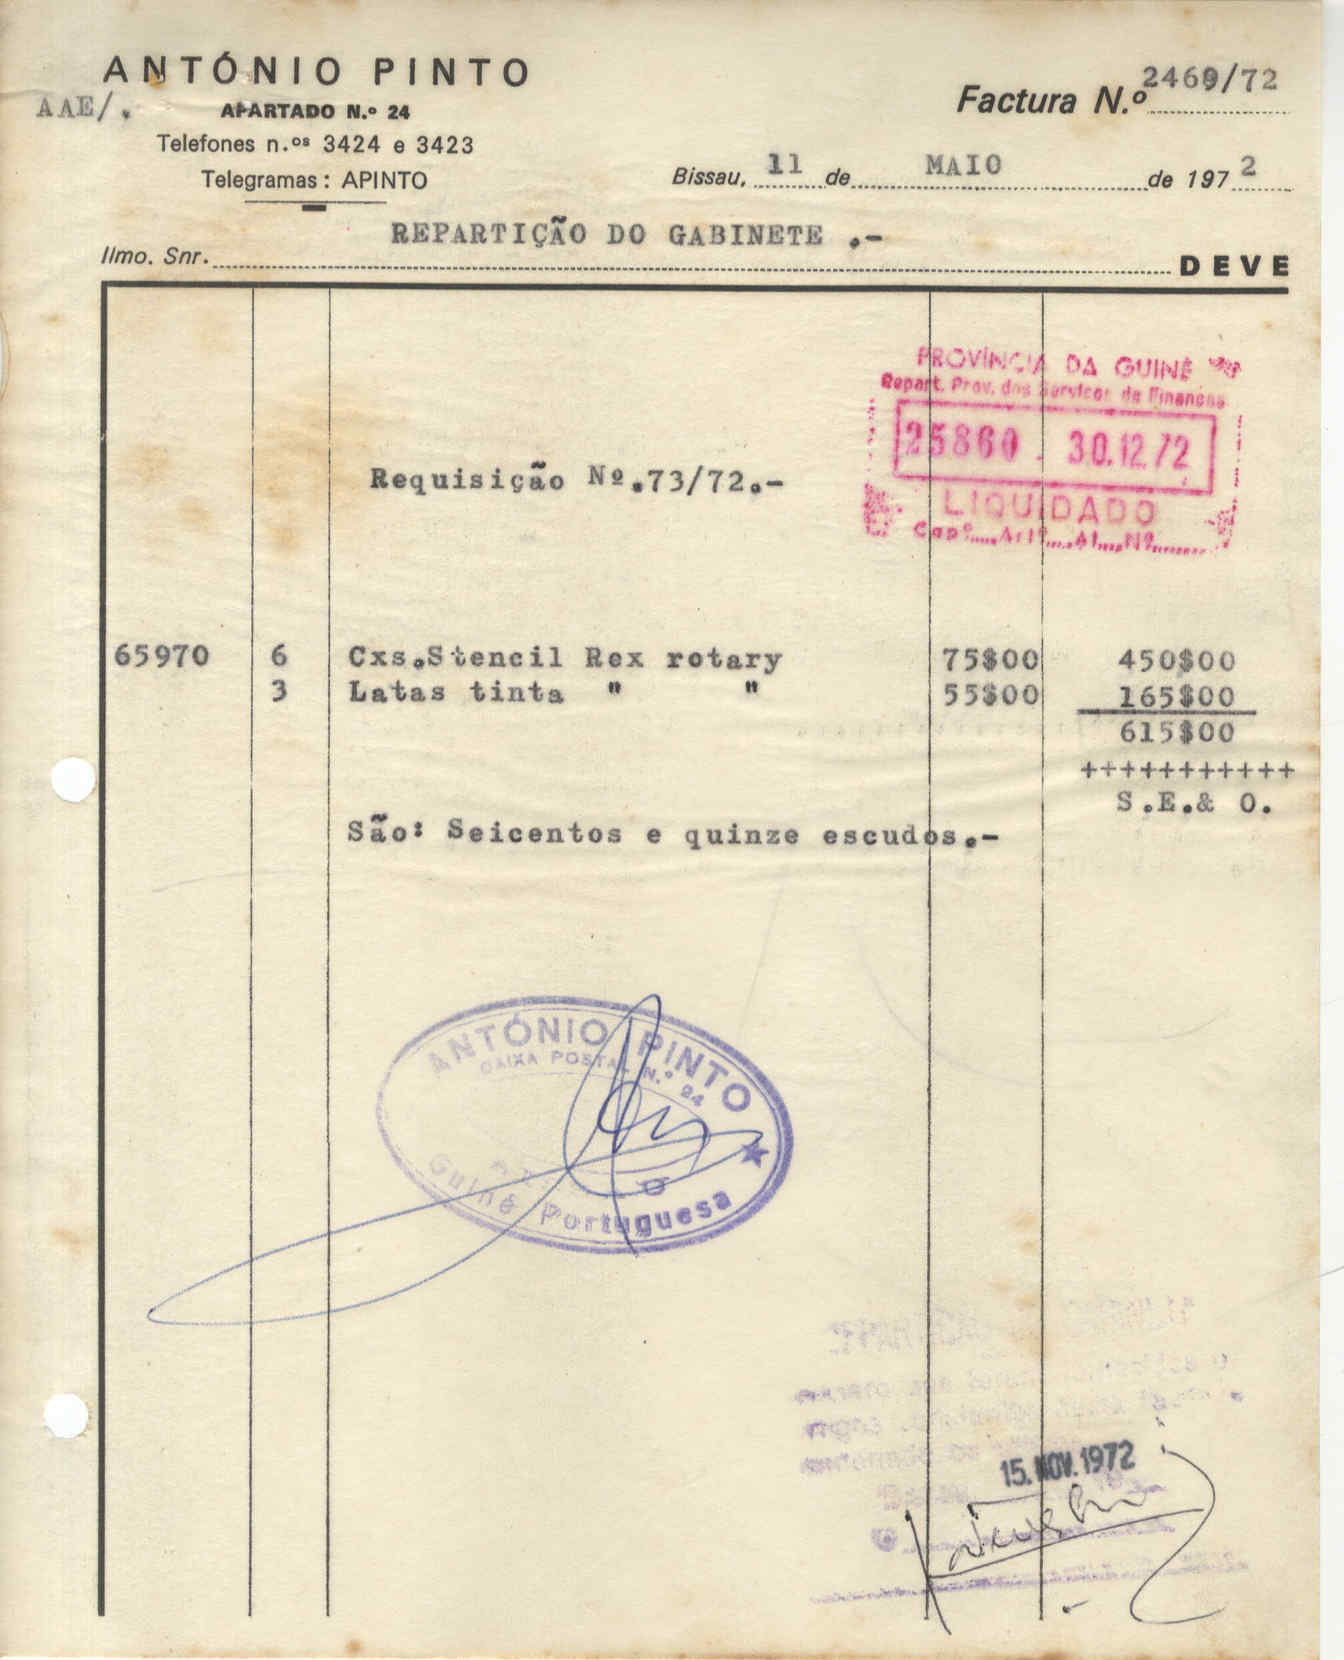 ANTÓNIO PINTO
AAE/. APARTADO N.º 24
Telefones n.ºs 3424 e 3423
Telegramas: APINTO
Factura N.º 2469/72
Bissau, 11 de MAIO de 1972
REPARTIÇÃO DO GABINETE .-
Ilmo. Snr. DEVE
PROVÍNCIA DA GUINÉ
Repart. Prov. dos Serviços de Finanças
25860 - 30.12.72
LIQUIDADO
Capº.....Artº....Al....Nº.........
Requisição Nº.73/72.-
65970 6 Cxs.Stencil Rex rotary 75$00 450$00
3 Latas tinta " " 55$00 165$00
615$00
+++++++++++
S.E.& O.
São: Seicentos e quinze escudos.-
ANTÓNIO PINTO
CAIXA POSTAL N.º 24
Guiné Portuguesa
15. NOV. 1972